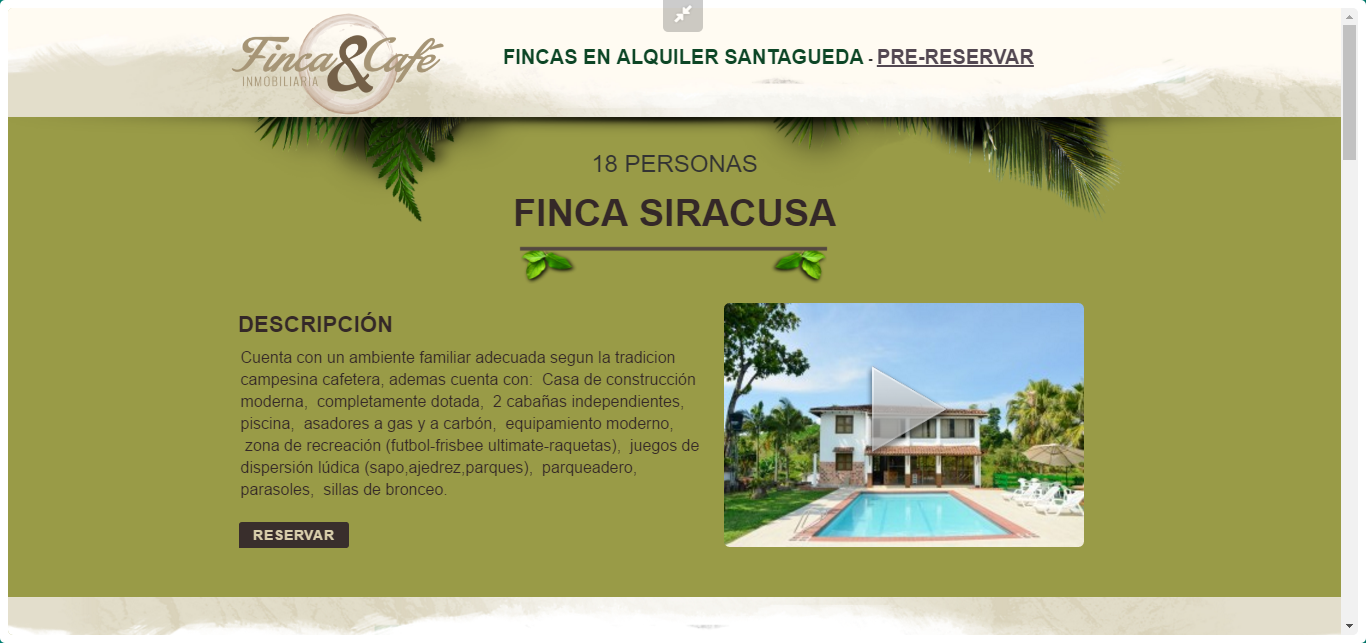 Finca & Café
INMOBILIARIA
FINCAS EN ALQUILER SANTAGUEDA - PRE-RESERVAR
18 PERSONAS
FINCA SIRACUSA
DESCRIPCIÓN
Cuenta con un ambiente familiar adecuada segun la tradicion
campesina cafetera, ademas cuenta con:  Casa de construcción
moderna,  completamente dotada,  2 cabañas independientes,
piscina,  asadores a gas y a carbón,  equipamiento moderno,
zona de recreación (futbol-frisbee ultimate-raquetas),  juegos de
dispersión lúdica (sapo,ajedrez,parques),  parqueadero,
parasoles,  sillas de bronceo.
RESERVAR